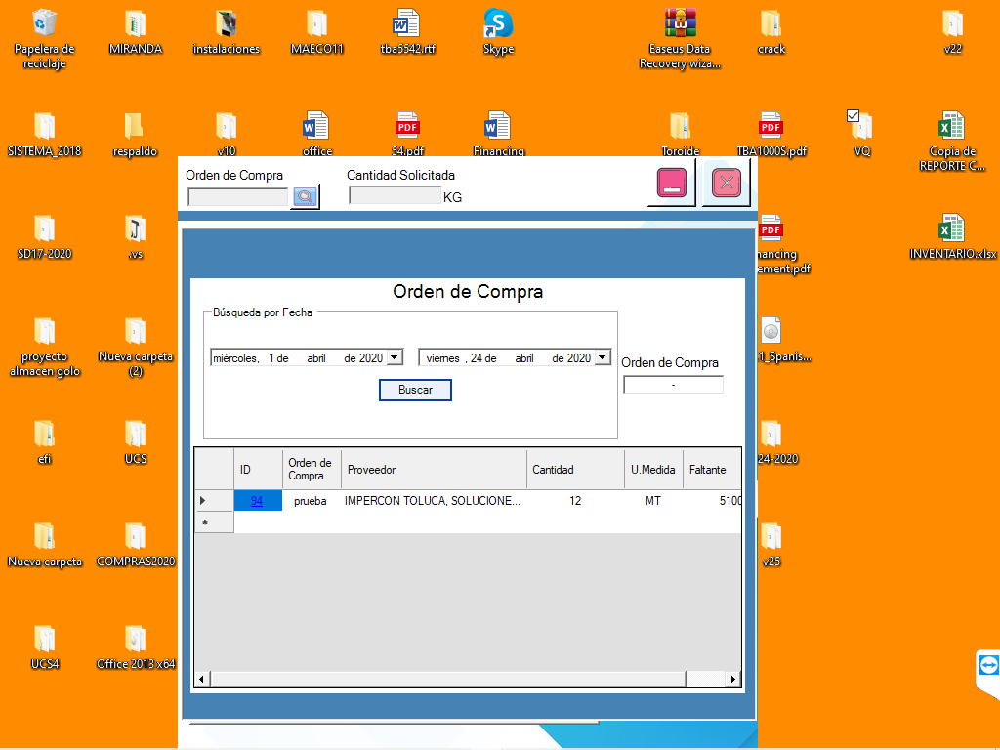 Papelera de
reciclaje
MIRANDA
instalaciones
MAECO11
tba5542.rtf
Skype
Easeus Data
Recovery wiza...
crack
v22
SISTEMA_2018
respaldo
v10
office
PDF
54.pdf
Financing
Toroide
PDF
TBA1000S.pdf
VQ
Copia de
REPORTE C...
Orden de Compra
Cantidad Solicitada
KG
SD17-2020
.vs
PDF
nancing
ement.pdf
INVENTARIO.xlsx
Orden de Compra
Búsqueda por Fecha
miércoles, 1 de abril de 2020
viernes , 24 de abril de 2020
Orden de Compra
-
Buscar
proyecto
almacen golo
Nueva carpeta
(2)
_Spanis...
efi
UCS
24-2020
ID
Orden de
Compra
Proveedor
Cantidad
U.Medida
Faltante
94
prueba
IMPERCON TOLUCA, SOLUCIONE...
12
MT
5100
Nueva carpeta
COMPRAS2020
v25
UCS4
Office 2013 x64